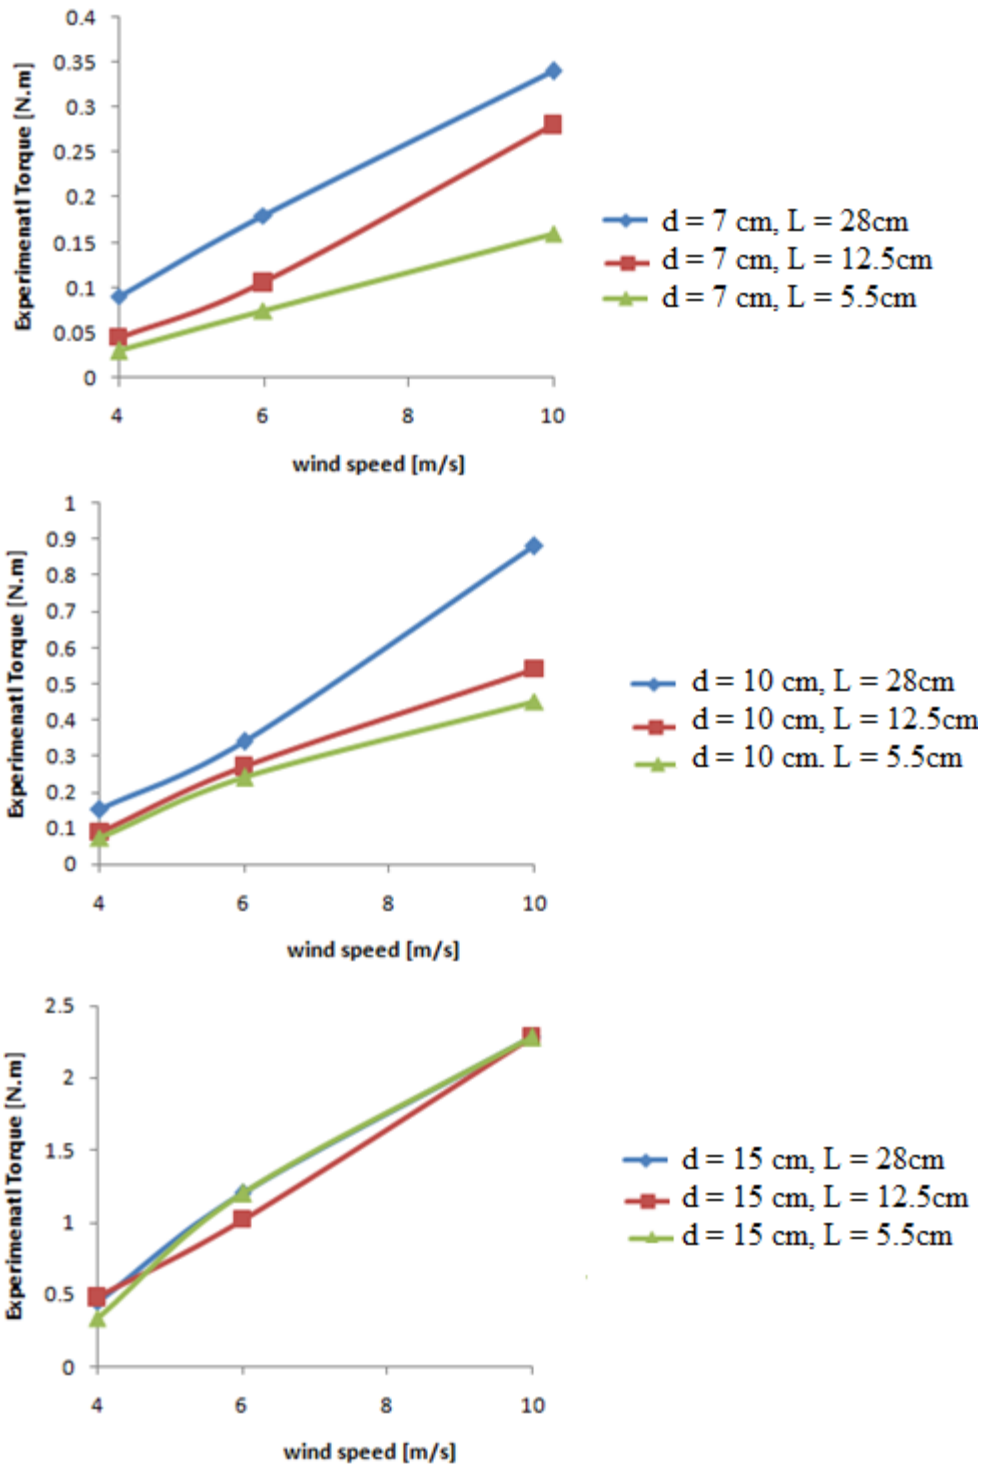 0.4
0.35
0.3
0.25
0.2
0.15
0.1
0.05
0
Experimenatl Torque [N.m]
4 6 8 10
wind speed [m/s]
d = 7 cm, L = 28cm
d = 7 cm, L = 12.5cm
d = 7 cm, L = 5.5cm
1
0.9
0.8
0.7
0.6
0.5
0.4
0.3
0.2
0.1
0
Experimenatl Torque [N.m]
4 6 8 10
wind speed [m/s]
d = 10 cm, L = 28cm
d = 10 cm, L = 12.5cm
d = 10 cm. L = 5.5cm
2.5
2
1.5
1
0.5
0
Experimenatl Torque [N.m]
4 6 8 10
wind speed [m/s]
d = 15 cm, L = 28cm
d = 15 cm, L = 12.5cm
d = 15 cm, L = 5.5cm